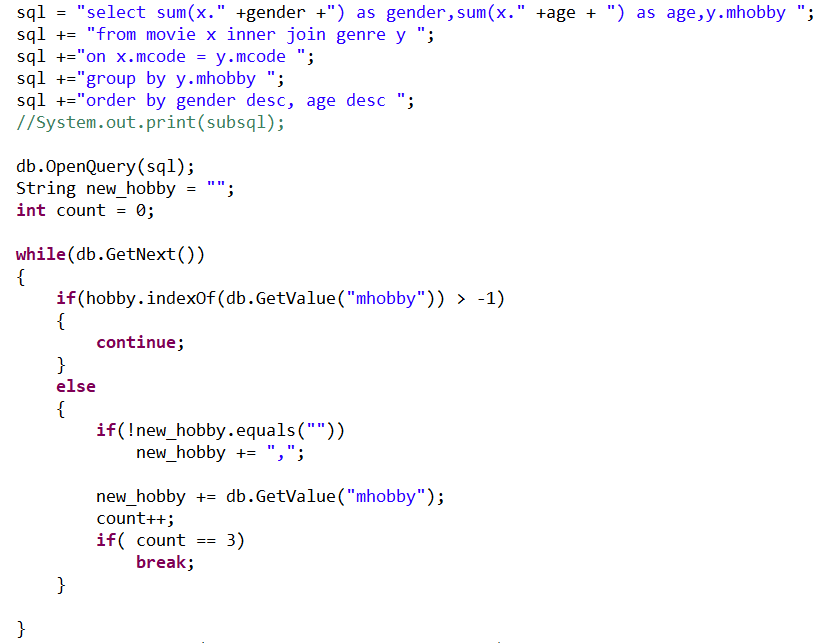 sql = "select sum(x." +gender +") as gender,sum(x." +age + ") as age,y.mhobby ";
sql += "from movie x inner join genre y ";
sql +="on x.mcode = y.mcode ";
sql +="group by y.mhobby ";
sql +="order by gender desc, age desc ";
//System.out.print(subsql);
db.OpenQuery(sql);
String new_hobby = "";
int count = 0;
while(db.GetNext())
{
if(hobby.indexOf(db.GetValue("mhobby")) > -1)
{
continue;
}
else
{
if(!new_hobby.equals(""))
new_hobby += ",";
new_hobby += db.GetValue("mhobby");
count++;
if( count == 3)
break;
}
}